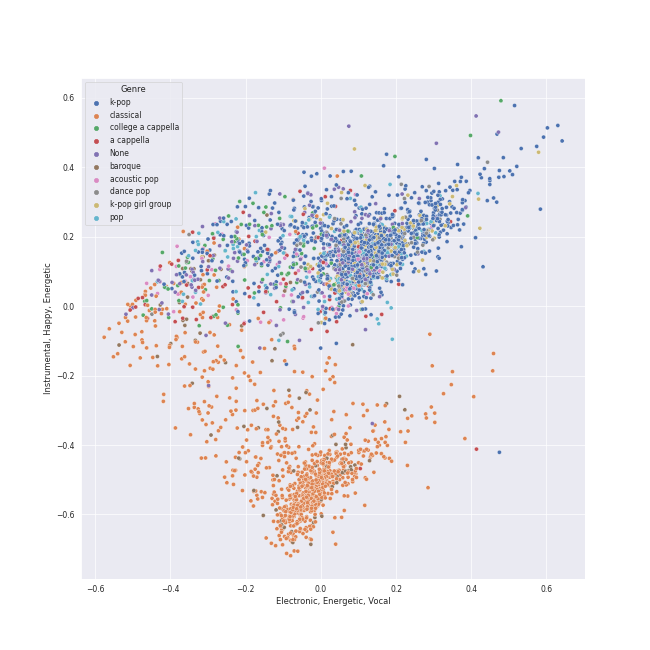 Genre
k-pop
classical
college a cappella
a cappella
None
baroque
acoustic pop
dance pop
k-pop girl group
pop
0.6
0.4
0.2
0.0
−0.2
−0.4
−0.6
Instrumental, Happy, Energetic
−0.6 −0.4 −0.2 0.0 0.2 0.4 0.6
Electronic, Energetic, Vocal